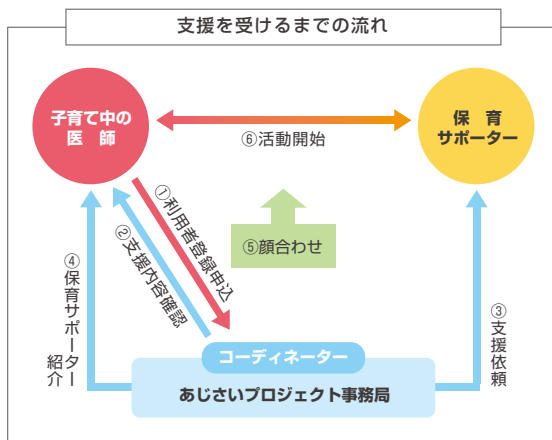 支援を受けるまでの流れ
子育て中の
医　師
保　育
サポーター
⑥活動開始
①利用者登録申込
②支援内容確認
⑤顔合わせ
④保育サポーター
紹介
③支援依頼
コーディネーター
あじさいプロジェクト事務局